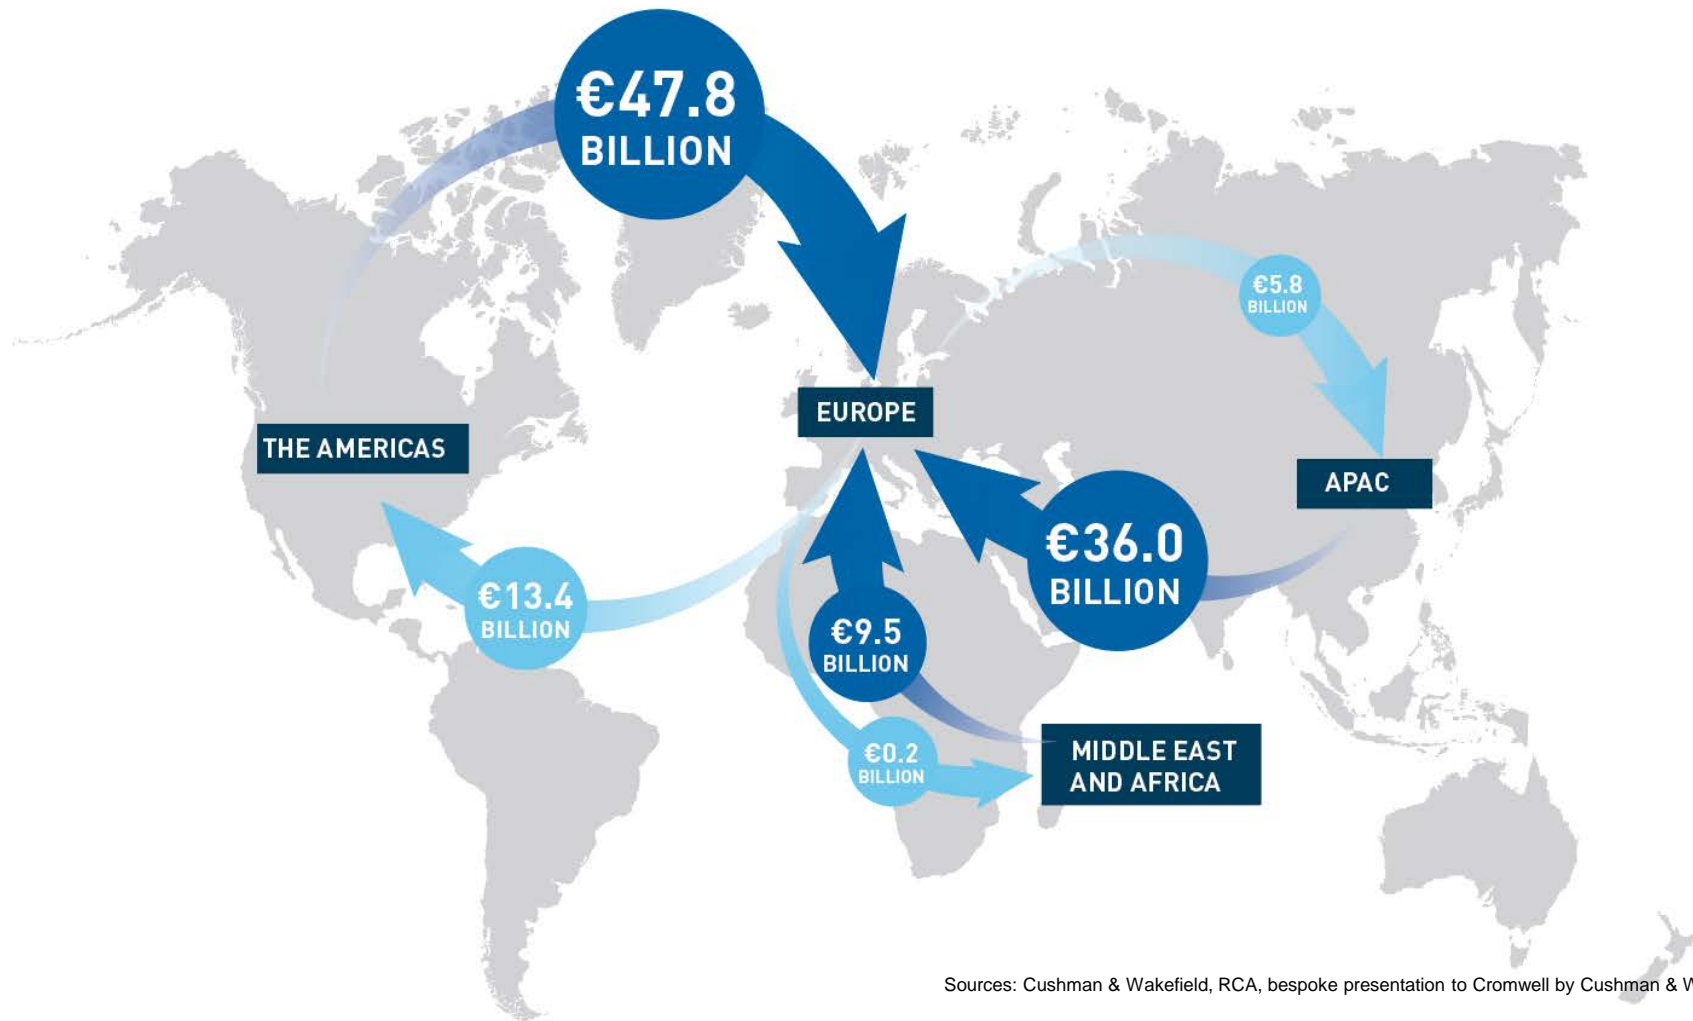 €47.8
BILLION
€5.8
BILLION
EUROPE
THE AMERICAS
APAC
€36.0
BILLION
€13.4
BILLION
€9.5
BILLION
€0.2
BILLION
MIDDLE EAST
AND AFRICA
Sources: Cushman & Wakefield, RCA, bespoke presentation to Cromwell by Cushman &